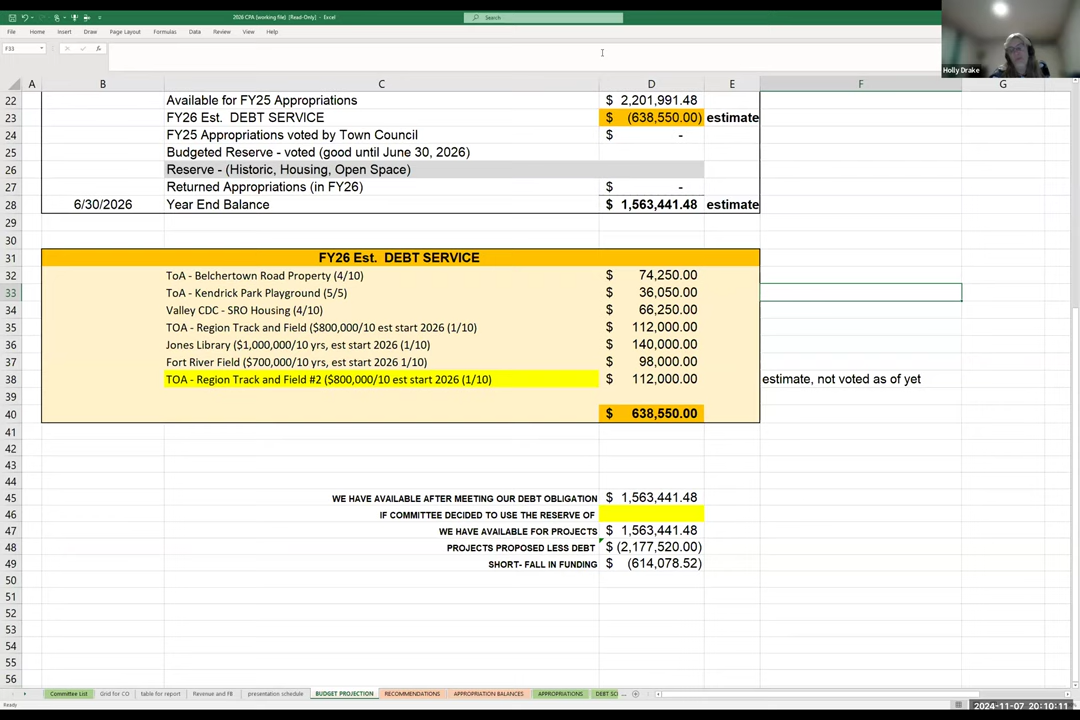 2026 CPA (working file) [Read-Only] - Excel
Search
File Home Insert Draw Page Layout Formulas Data Review View Help
F33 fx
Holly Drake
A B C D E F G
22 Available for FY25 Appropriations $ 2,201,991.48
23 FY26 Est. DEBT SERVICE $ (638,550.00) estimate
24 FY25 Appropriations voted by Town Council $ -
25 Budgeted Reserve - voted (good until June 30, 2026)
26 Reserve - (Historic, Housing, Open Space)
27 Returned Appropriations (in FY26) $ -
28 6/30/2026 Year End Balance $ 1,563,441.48 estimate
29
30
31 FY26 Est. DEBT SERVICE
32 ToA - Belchertown Road Property (4/10) $ 74,250.00
33 ToA - Kendrick Park Playground (5/5) $ 36,050.00
34 Valley CDC - SRO Housing (4/10) $ 66,250.00
35 TOA - Region Track and Field ($800,000/10 est start 2026 (1/10) $ 112,000.00
36 Jones Library ($1,000,000/10 yrs, est start 2026 (1/10) $ 140,000.00
37 Fort River Field ($700,000/10 yrs, est start 2026 1/10) $ 98,000.00
38 TOA - Region Track and Field #2 ($800,000/10 est start 2026 (1/10) $ 112,000.00 estimate, not voted as of yet
39
40 $ 638,550.00
41
42
43
44
45 WE HAVE AVAILABLE AFTER MEETING OUR DEBT OBLIGATION $ 1,563,441.48
46 IF COMMITTEE DECIDED TO USE THE RESERVE OF
47 WE HAVE AVAILABLE FOR PROJECTS $ 1,563,441.48
48 PROJECTS PROPOSED LESS DEBT $ (2,177,520.00)
49 SHORT- FALL IN FUNDING $ (614,078.52)
50
51
52
53
54
55
56
Committee List Grid for CO table for report Revenue and FB presentation schedule BUDGET PROJECTION RECOMMENDATIONS APPROPRIATION BALANCES APPROPRIATIONS DEBT SC ...
Ready
2024-11-07 20:10:11